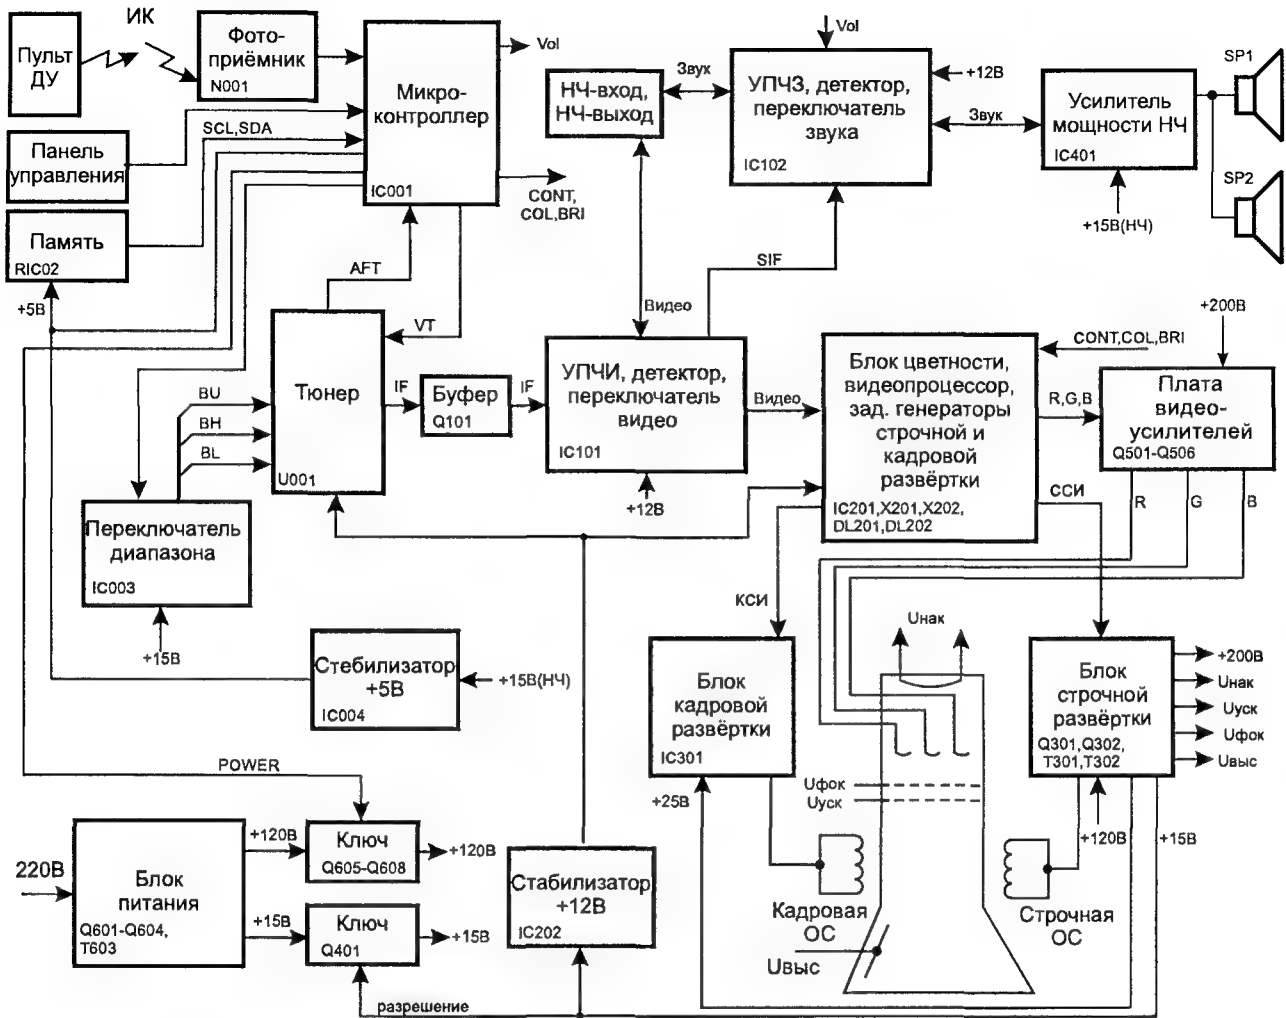 Пульт
ДУ
ИК
Фото-
приёмник
N001
Микро-
контроллер
IC001
Vol
CONT,
COL,BRI
Панель
управления
SCL,SDA
Память
RIC02
+5В
AFT
VT
НЧ-вход,
НЧ-выход
Звук
Vol
УПЧЗ, детектор,
переключатель
звука
IC102
+12В
Звук
Усилитель
мощности НЧ
IC401
+15В(НЧ)
SP1
SP2
SIF
Видео
BU
BH
BL
Тюнер
U001
IF
Буфер
Q101
IF
УПЧИ, детектор,
переключатель
видео
IC101
+12В
Видео
Блок цветности,
видеопроцессор,
зад. генераторы
строчной и
кадровой
развёртки
IC201,X201,X202,
DL201,DL202
CONT,COL,BRI
+200В
R,G,B
Плата
видео-
усилителей
Q501-Q506
ССИ
R
G
B
Переключатель
диапазона
IC003
+15В
Стебилизатор
+5В
IC004
+15В(НЧ)
КСИ
Блок
кадровой
развёртки
IC301
+25В
Uнак
Uфок
Uуск
Блок
строчной
развёртки
Q301,Q302,
T301,T302
+200В
Uнак
Uуск
Uфок
Uвыс
+120В
+15В
POWER
220В
Блок
питания
Q601-Q604,
T603
+120В
Ключ
Q605-Q608
+120В
+15В
Ключ
Q401
+15В
Стабилизатор
+12В
IC202
разрешение
Кадровая
ОС
Uвыс
Строчная
ОС